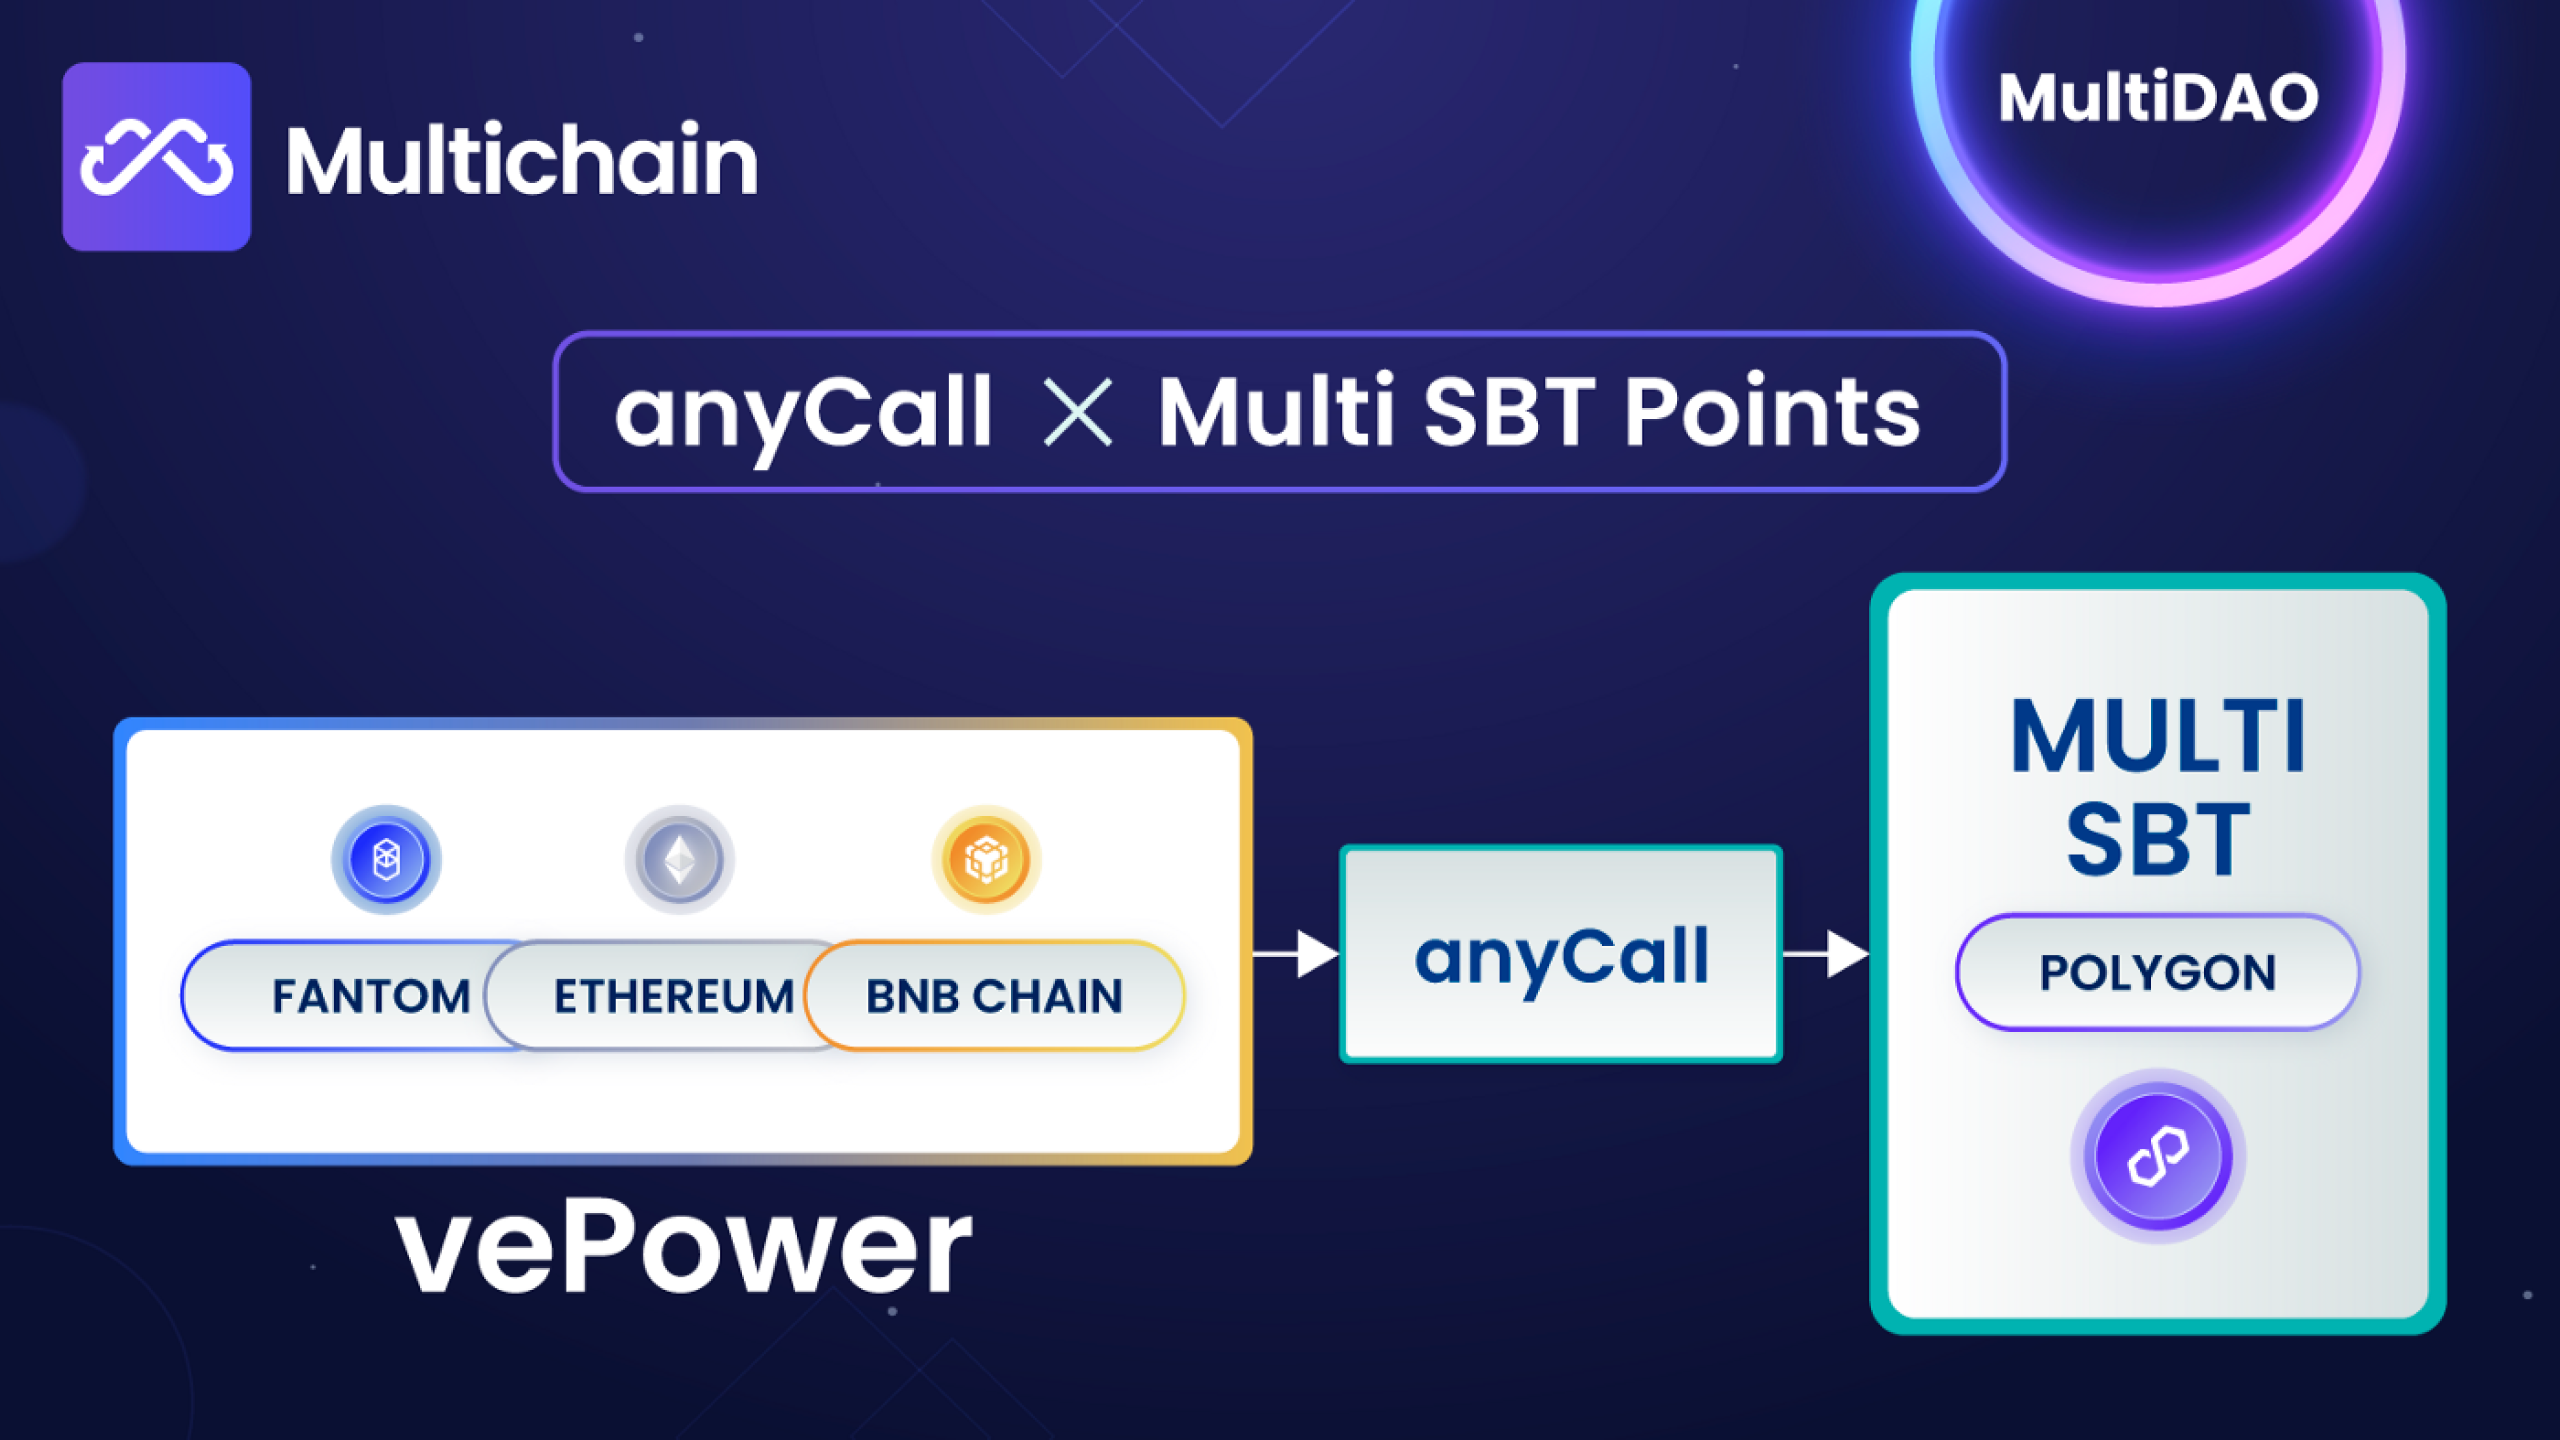 Multichain
MultiDAO
anyCall × Multi SBT Points
FANTOM
ETHEREUM
BNB CHAIN
vePower
anyCall
MULTI
SBT
POLYGON